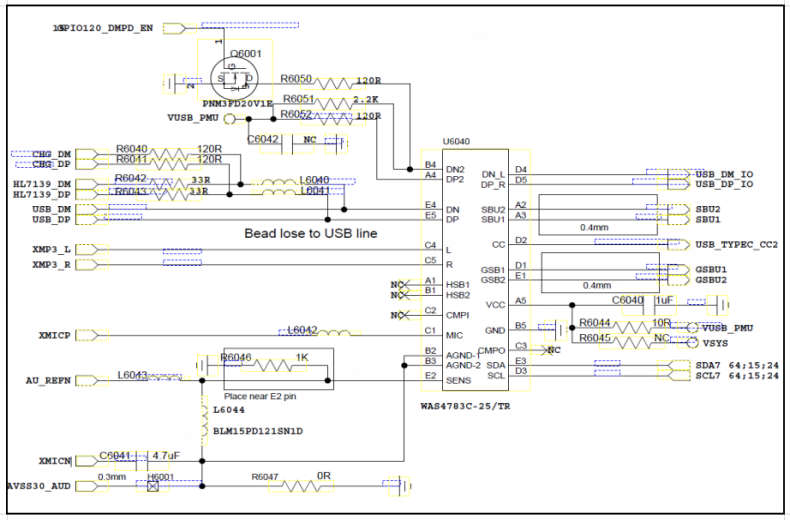 GPIO120_DMPD_EN
1
Q6001
G
S
D
2
3
PNM3FD20V1E
R6050 120R
R6051 2.2K
R6052 120R
VUSB_PMU
C6042 NC
U6040
CHG_DM R6040 120R
CHG_DP R6041 120R
HL7139_DM R6042 33R L6040
HL7139_DP R6043 33R L6041
USB_DM
USB_DP
Bead lose to USB line
XMP3_L
XMP3_R
B4 DN2
A4 DP2
E4 DN
E5 DP
C4 L
C5 R
NC A1 HSB1
NC B1 HSB2
NC C2 CMPI
XMICP L6042 C1 MIC
B2 AGND-1
B3 AGND-2
E2 SENS
DN_L D4 USB_DM_IO
DP_R D5 USB_DP_IO
SBU2 A2 SBU2
SBU1 A3 SBU1
0.4mm
CC D2 USB_TYPEC_CC2
GSB1 D1 GSBU1
GSB2 E1 GSBU2
0.4mm
VCC A5 C6040 1uF
GND B5 R6044 10R VUSB_PMU
R6045 NC VSYS
CMPO C3 NC
SDA E3 SDA7 64;15;24
SCL D3 SCL7 64;15;24
WAS4783C-25/TR
R6046 1K
AU_REFN L6043
Place near E2 pin
L6044
BLM15PD121SN1D
XMICN C6041 4.7uF
AVSS30_AUD 0.3mm H6001
R6047 0R